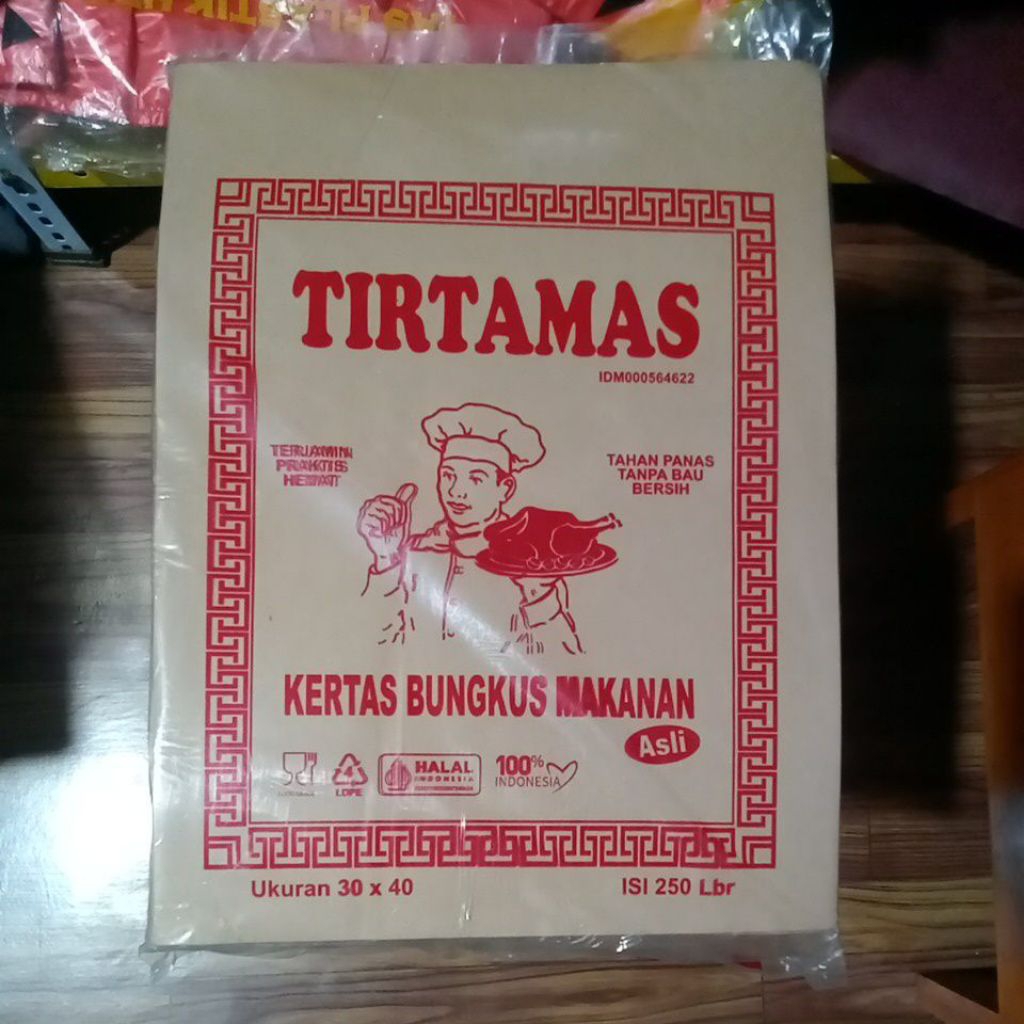 TIRTAMAS
IDM000564622
TERJAMIN
PRAKTIS
HEMAT
TAHAN PANAS
TANPA BAU
BERSIH
KERTAS BUNGKUS MAKANAN
Asli
4
LDPE
HALAL
INDONESIA
100%
INDONESIA
Ukuran 30 x 40
ISI 250 Lbr